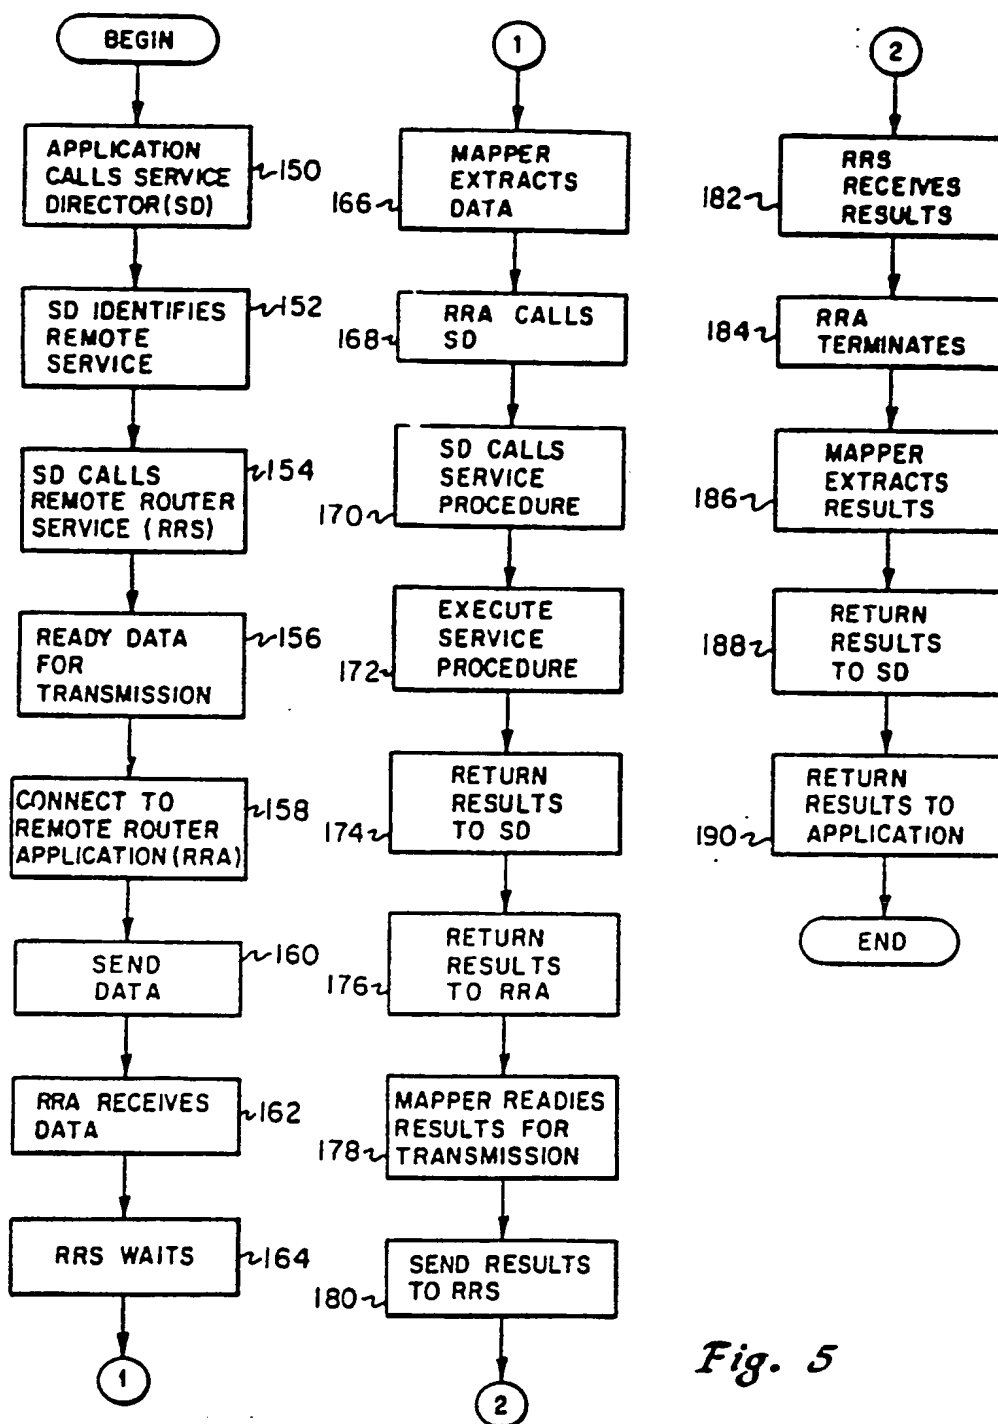 BEGIN
APPLICATION
CALLS SERVICE
DIRECTOR(SD)
150
SD IDENTIFIES
REMOTE
SERVICE
152
SD CALLS
REMOTE ROUTER
SERVICE (RRS)
154
READY DATA
FOR
TRANSMISSION
156
CONNECT TO
REMOTE ROUTER
APPLICATION(RRA)
158
SEND
DATA
160
RRA RECEIVES
DATA
162
RRS WAITS
164
1
1
MAPPER
EXTRACTS
DATA
166
RRA CALLS
SD
168
SD CALLS
SERVICE
PROCEDURE
170
EXECUTE
SERVICE
PROCEDURE
172
RETURN
RESULTS
TO SD
174
RETURN
RESULTS
TO RRA
176
MAPPER READIES
RESULTS FOR
TRANSMISSION
178
SEND RESULTS
TO RRS
180
2
2
RRS
RECEIVES
RESULTS
182
RRA
TERMINATES
184
MAPPER
EXTRACTS
RESULTS
186
RETURN
RESULTS
TO SD
188
RETURN
RESULTS TO
APPLICATION
190
END
Fig. 5